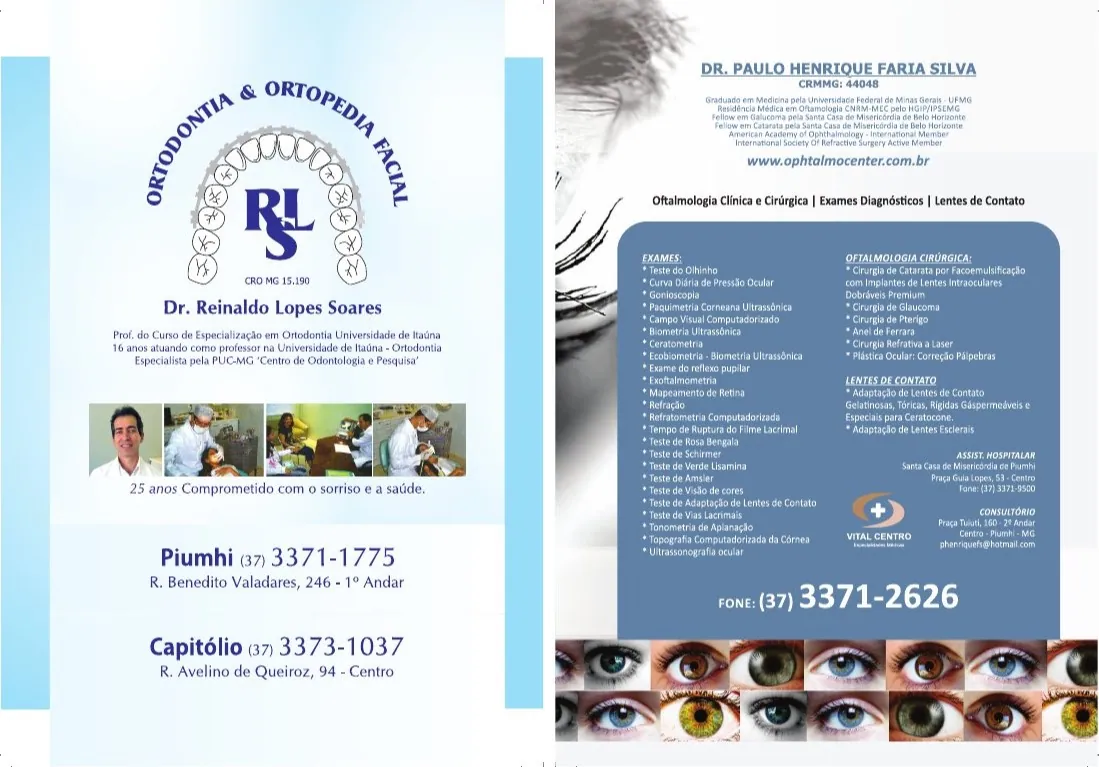 ORTODONTIA & ORTOPEDIA FACIAL
RLS
CRO MG 15.190
Dr. Reinaldo Lopes Soares
Prof. do Curso de Especialização em Ortodontia Universidade de Itaúna
16 anos atuando como professor na Universidade de Itaúna - Ortodontia
Especialista pela PUC-MG ‘Centro de Odontologia e Pesquisa’
25 anos Comprometido com o sorriso e a saúde.
Piumhi (37) 3371-1775
R. Benedito Valadares, 246 - 1º Andar
Capitólio (37) 3373-1037
R. Avelino de Queiroz, 94 - Centro
DR. PAULO HENRIQUE FARIA SILVA
CRMMG: 44048
Graduado em Medicina pela Universidade Federal de Minas Gerais - UFMG
Residência Médica em Oftamologia CNRM-MEC pelo HGIP/IPSEMG
Fellow em Galucoma pela Santa Casa de Misericórdia de Belo Horizonte
Fellow em Catarata pela Santa Casa de Misericórdia de Belo Horizonte
American Academy of Ophthalmology - International Member
International Society Of Refractive Surgery Active Member
www.ophtalmocenter.com.br
Oftalmologia Clínica e Cirúrgica | Exames Diagnósticos | Lentes de Contato
EXAMES:
* Teste do Olhinho
* Curva Diária de Pressão Ocular
* Gonioscopia
* Paquimetria Corneana Ultrassônica
* Campo Visual Computadorizado
* Biometria Ultrassônica
* Ceratometria
* Ecobiometria - Biometria Ultrassônica
* Exame do reflexo pupilar
* Exoftalmometria
* Mapeamento de Retina
* Refração
* Refratometria Computadorizada
* Tempo de Ruptura do Filme Lacrimal
* Teste de Rosa Bengala
* Teste de Schirmer
* Teste de Verde Lisamina
* Teste de Amsler
* Teste de Visão de cores
* Teste de Adaptação de Lentes de Contato
* Teste de Vias Lacrimais
* Tonometria de Aplanação
* Topografia Computadorizada da Córnea
* Ultrassonografia ocular
OFTALMOLOGIA CIRÚRGICA:
* Cirurgia de Catarata por Facoemulsificação
com Implantes de Lentes Intraoculares
Dobráveis Premium
* Cirurgia de Glaucoma
* Cirurgia de Pterigo
* Anel de Ferrara
* Cirurgia Refrativa a Laser
* Plástica Ocular: Correção Pálpebras
LENTES DE CONTATO
* Adaptação de Lentes de Contato
Gelatinosas, Tóricas, Rígidas Gáspermeáveis e
Especiais para Ceratocone.
* Adaptação de Lentes Esclerais
ASSIST. HOSPITALAR
Santa Casa de Misericórdia de Piumhi
Praça Guia Lopes, 53 - Centro
Fone: (37) 3371-9500
CONSULTÓRIO
Praça Tuiuti, 160 - 2º Andar
Centro - Piumhi - MG
phenriquefs@hotmail.com
VITAL CENTRO
Especialidades Médicas
FONE: (37) 3371-2626